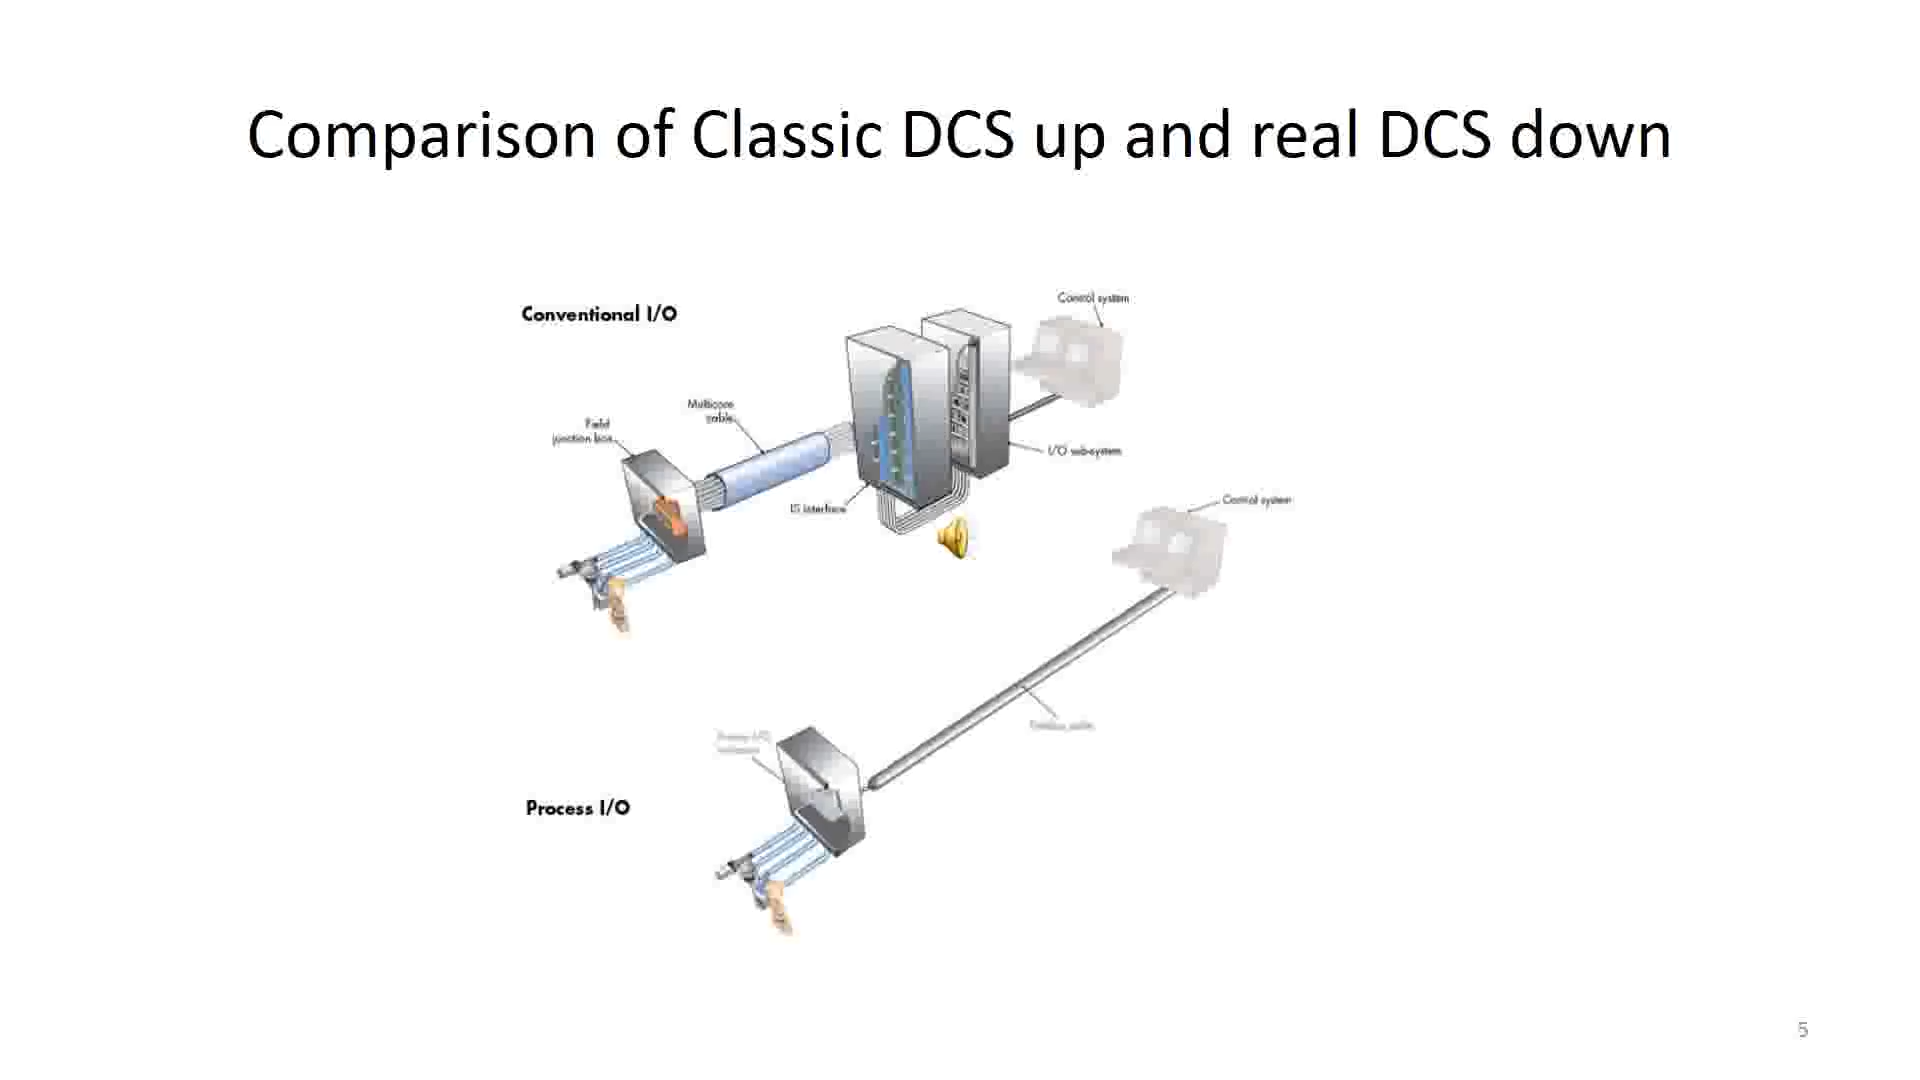 Comparison of Classic DCS up and real DCS down
Conventional I/O
Control system
Multicore
cable
Field
junction box
I/O sub-system
IS interface
Control system
Process I/O
5